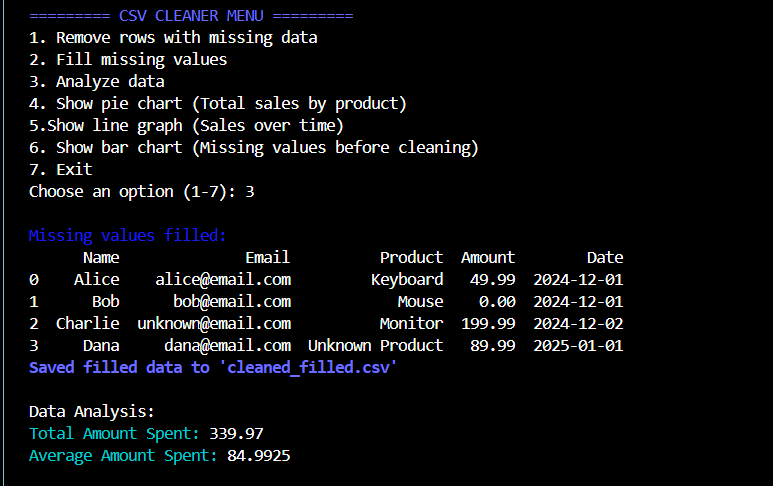 ========= CSV CLEANER MENU =========
1. Remove rows with missing data
2. Fill missing values
3. Analyze data
4. Show pie chart (Total sales by product)
5.Show line graph (Sales over time)
6. Show bar chart (Missing values before cleaning)
7. Exit
Choose an option (1-7): 3
Missing values filled:
Name Email Product Amount Date
0 Alice alice@email.com Keyboard 49.99 2024-12-01
1 Bob bob@email.com Mouse 0.00 2024-12-01
2 Charlie unknown@email.com Monitor 199.99 2024-12-02
3 Dana dana@email.com Unknown Product 89.99 2025-01-01
Saved filled data to 'cleaned_filled.csv'
Data Analysis:
Total Amount Spent: 339.97
Average Amount Spent: 84.9925